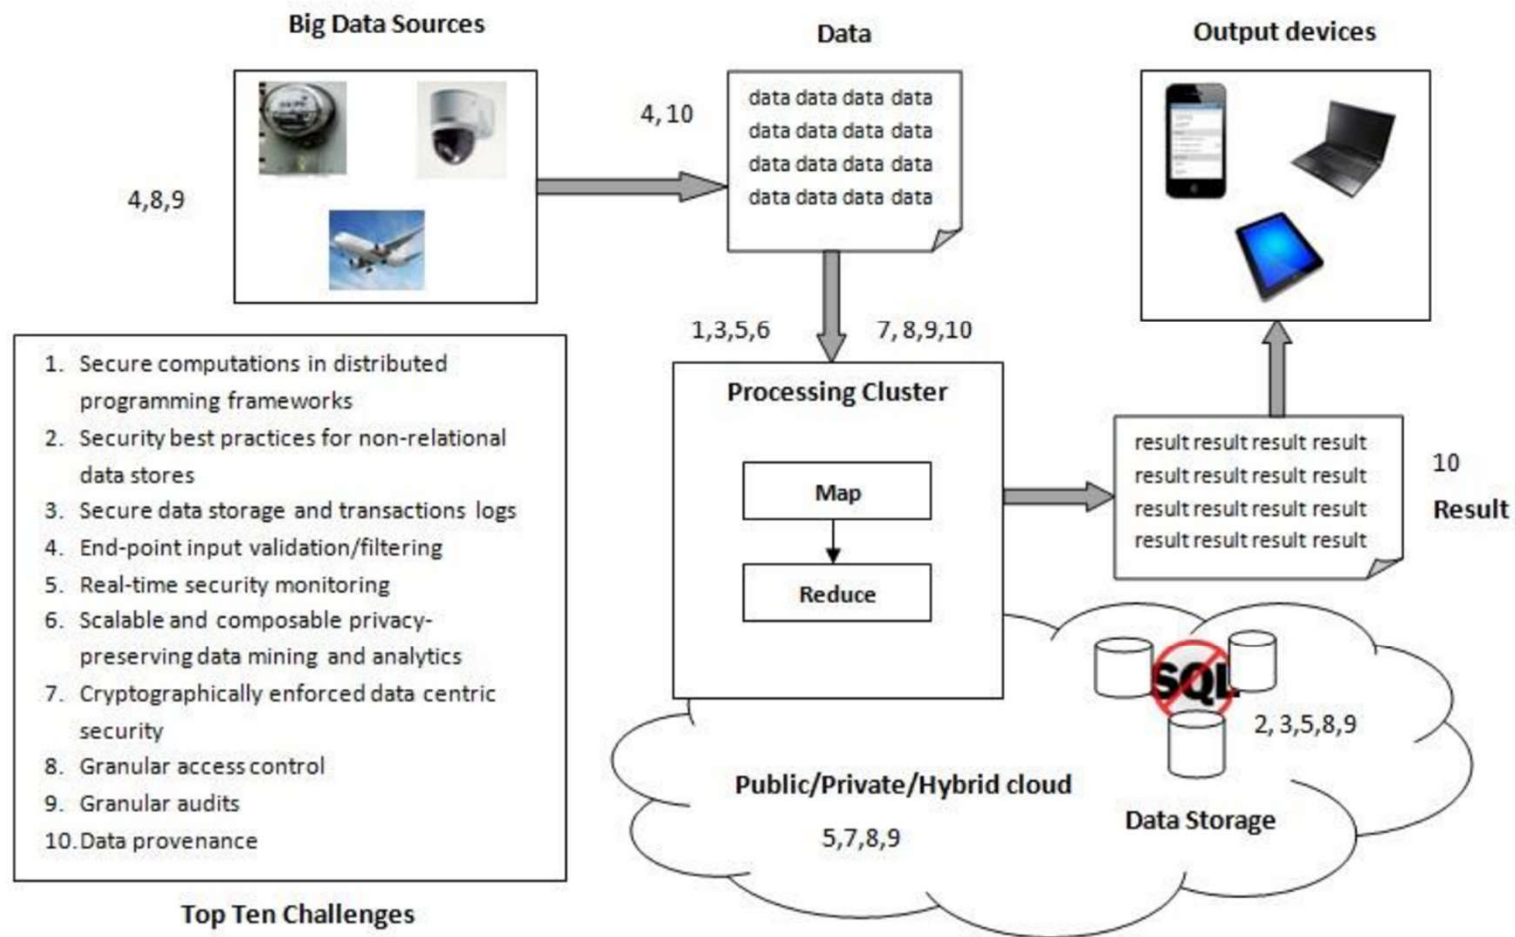 Big Data Sources
Data
Output devices
4,8,9
4, 10
data data data data
data data data data
data data data data
data data data data
1,3,5,6
7, 8,9,10
Processing Cluster
Map
Reduce
result result result result
result result result result
result result result result
result result result result
10
Result
1. Secure computations in distributed
programming frameworks
2. Security best practices for non-relational
data stores
3. Secure data storage and transactions logs
4. End-point input validation/filtering
5. Real-time security monitoring
6. Scalable and composable privacy-
preserving data mining and analytics
7. Cryptographically enforced data centric
security
8. Granular access control
9. Granular audits
10. Data provenance
Top Ten Challenges
SQL
2, 3,5,8,9
Public/Private/Hybrid cloud
5,7,8,9
Data Storage